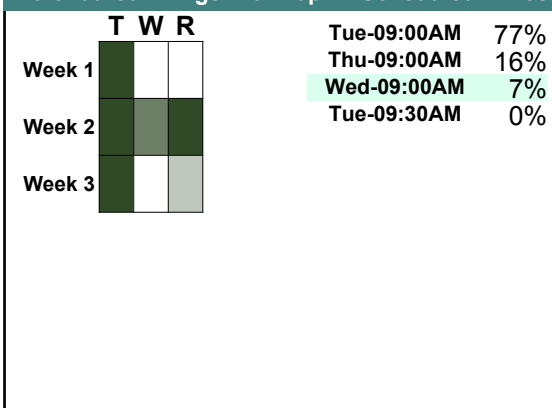 T W R
Week 1
Week 2
Week 3
Tue-09:00AM 77%
Thu-09:00AM 16%
Wed-09:00AM 7%
Tue-09:30AM 0%